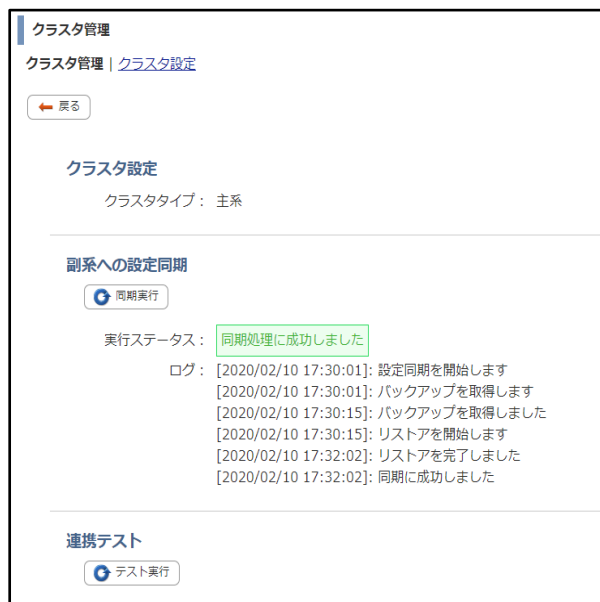 クラスタ管理
クラスタ管理 | クラスタ設定
戻る
クラスタ設定
クラスタタイプ： 主系
副系への設定同期
同期実行
実行ステータス： 同期処理に成功しました
ログ： [2020/02/10 17:30:01]: 設定同期を開始します
[2020/02/10 17:30:01]: バックアップを取得します
[2020/02/10 17:30:15]: バックアップを取得しました
[2020/02/10 17:30:15]: リストアを開始します
[2020/02/10 17:32:02]: リストアを完了しました
[2020/02/10 17:32:02]: 同期に成功しました
連携テスト
テスト実行